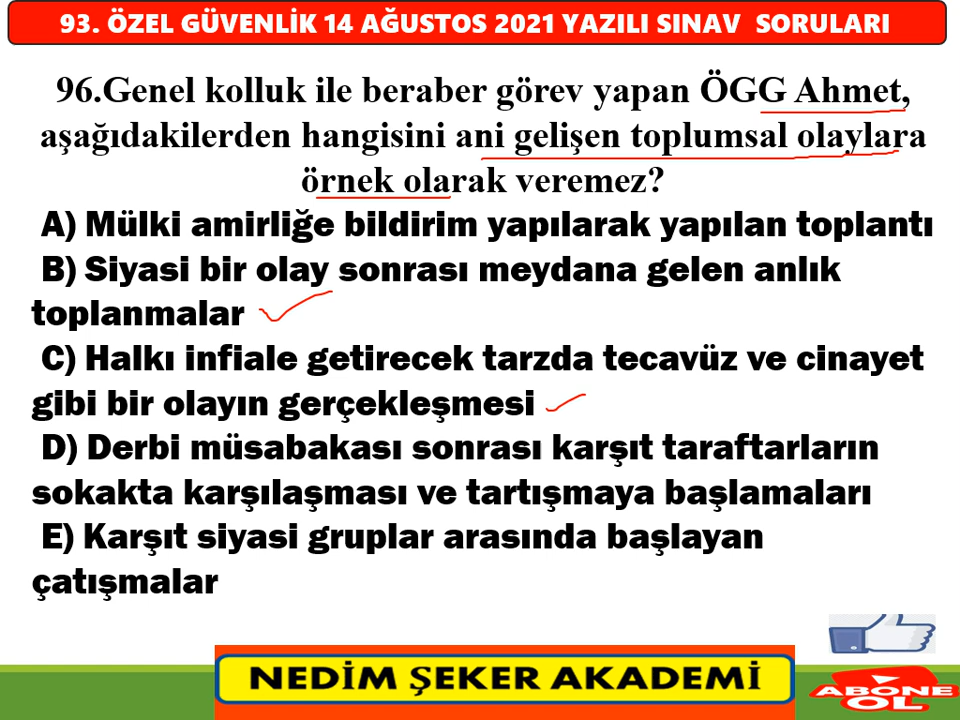 93. ÖZEL GÜVENLİK 14 AĞUSTOS 2021 YAZILI SINAV SORULARI
96.Genel kolluk ile beraber görev yapan ÖGG Ahmet,
aşağıdakilerden hangisini ani gelişen toplumsal olaylara
örnek olarak veremez?
A) Mülki amirliğe bildirim yapılarak yapılan toplantı
B) Siyasi bir olay sonrası meydana gelen anlık
toplanmalar
C) Halkı infiale getirecek tarzda tecavüz ve cinayet
gibi bir olayın gerçekleşmesi
D) Derbi müsabakası sonrası karşıt taraftarların
sokakta karşılaşması ve tartışmaya başlamaları
E) Karşıt siyasi gruplar arasında başlayan
çatışmalar
NEDİM ŞEKER AKADEMİ
ABONE
OL